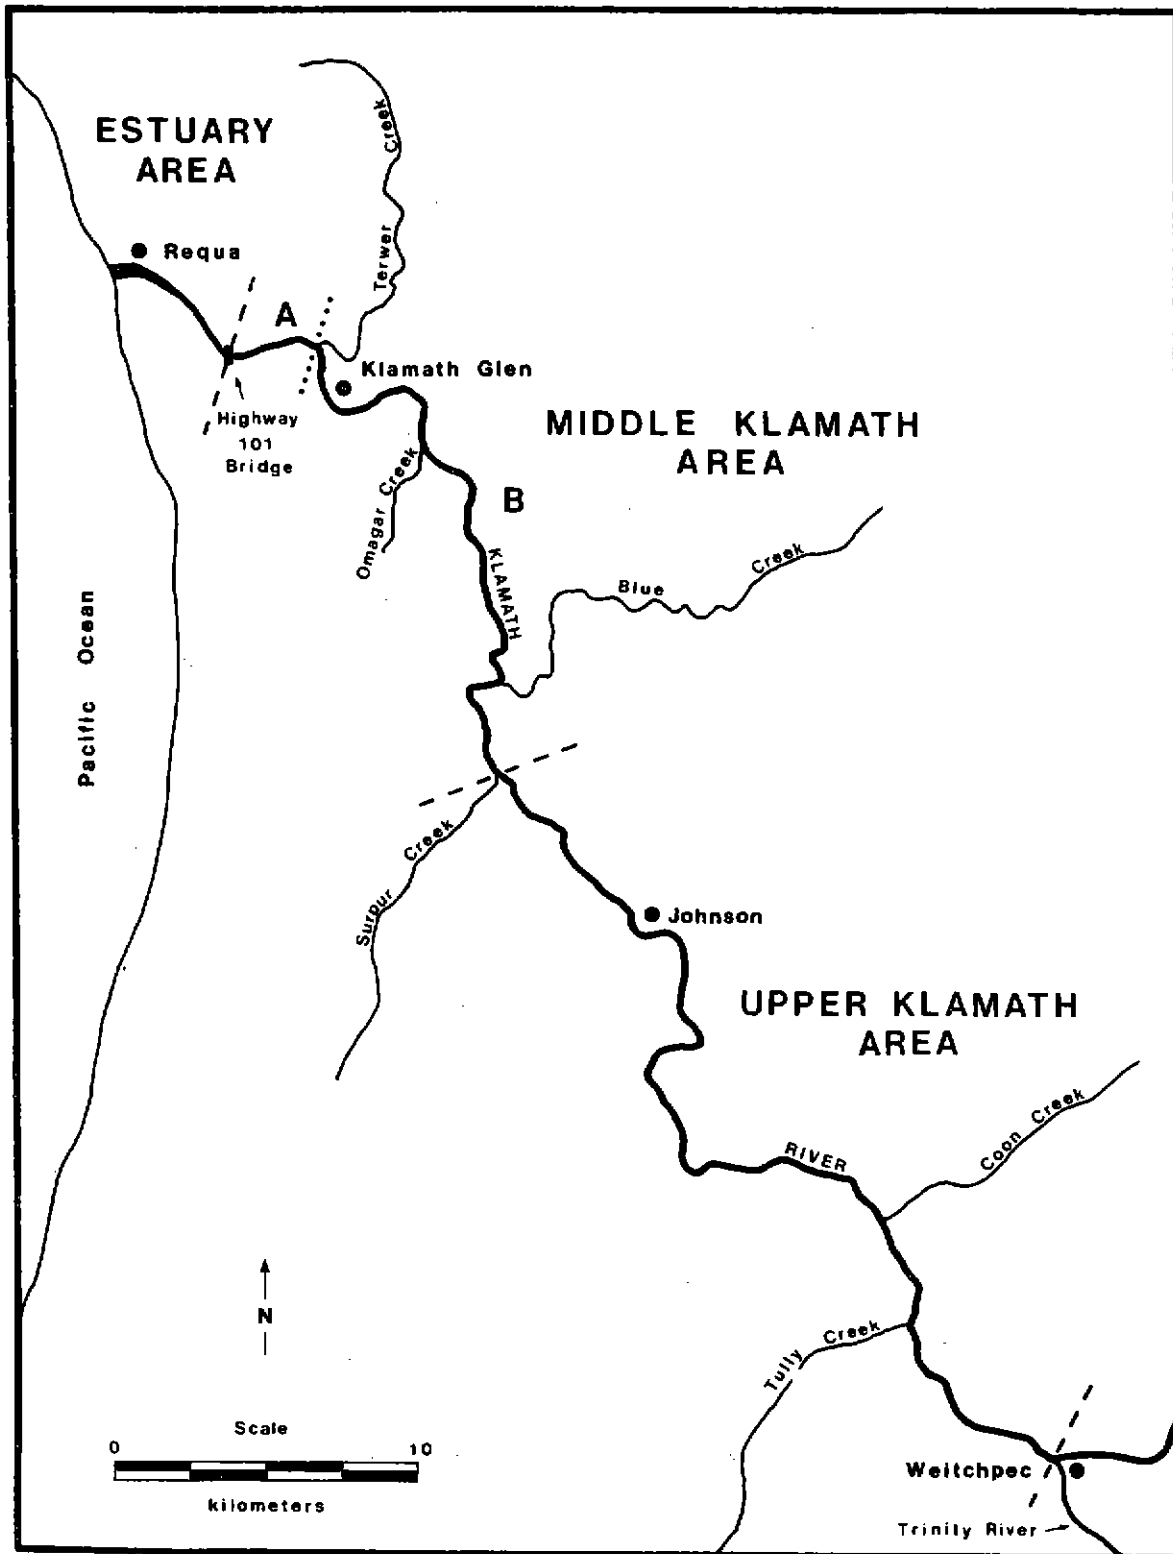 ESTUARY
AREA
Terwer Creek
Requa
A
Klamath Glen
Highway
101
Bridge
MIDDLE KLAMATH
AREA
Omagar Creek
B
KLAMATH
Blue Creek
Pacific Ocean
Surpur Creek
Johnson
UPPER KLAMATH
AREA
Coon Creek
RIVER
N
Tully Creek
Scale
0 10
kilometers
Weitchpec
Trinity River